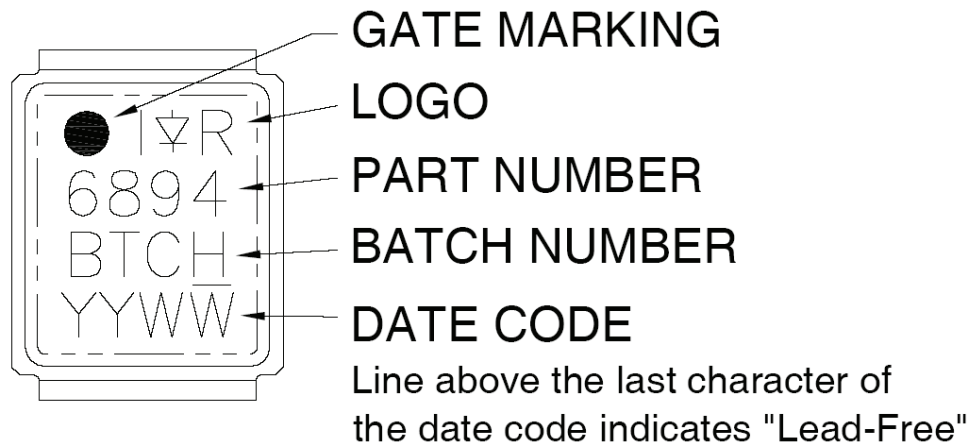 GATE MARKING
I R
LOGO
6894
PART NUMBER
BTCH
BATCH NUMBER
YYWW
DATE CODE
Line above the last character of
the date code indicates "Lead-Free"